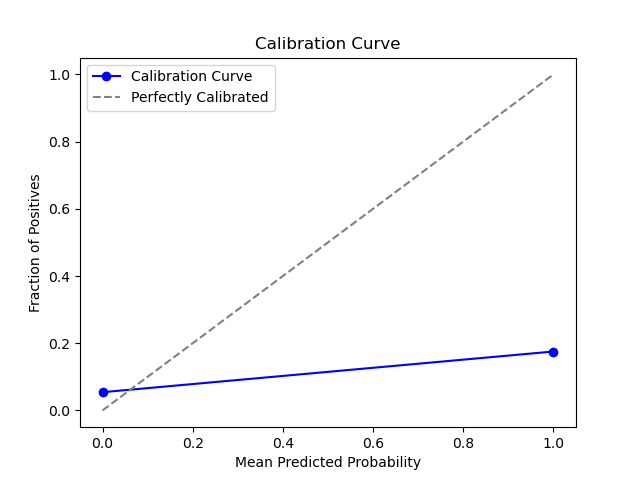 Calibration Curve
Calibration Curve
Perfectly Calibrated
1.0
0.8
0.6
0.4
0.2
0.0
Fraction of Positives
0.0 0.2 0.4 0.6 0.8 1.0
Mean Predicted Probability